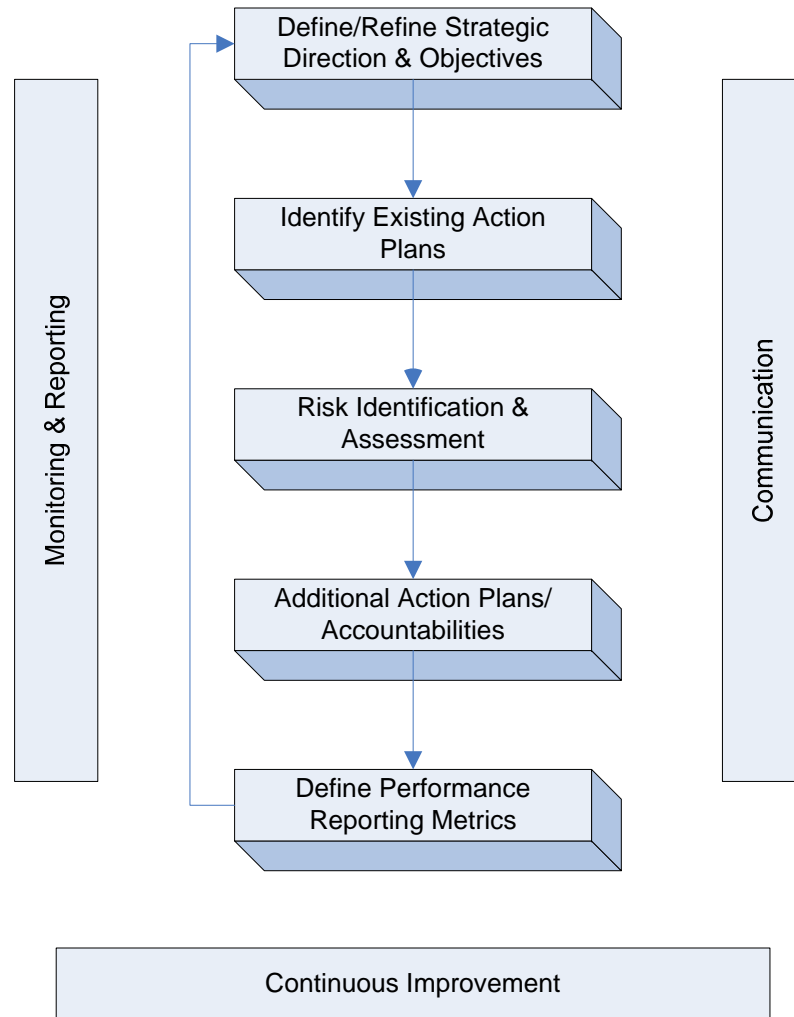 Define/Refine Strategic
Direction & Objectives
Identify Existing Action
Plans
Risk Identification &
Assessment
Additional Action Plans/
Accountabilities
Define Performance
Reporting Metrics
Monitoring & Reporting
Communication
Continuous Improvement